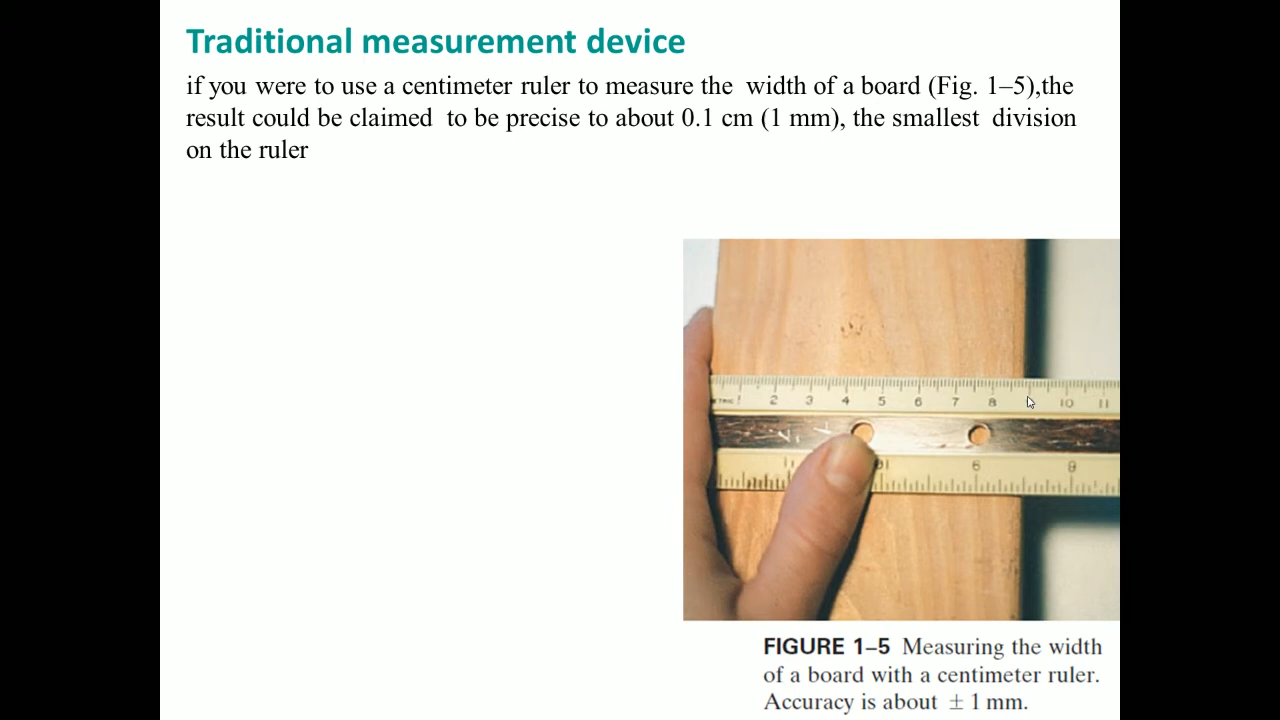 Traditional measurement device
if you were to use a centimeter ruler to measure the width of a board (Fig. 1–5),the
result could be claimed to be precise to about 0.1 cm (1 mm), the smallest division
on the ruler
1 2 3 4 5 6 7 8 10 11
FIGURE 1–5 Measuring the width
of a board with a centimeter ruler.
Accuracy is about ± 1 mm.